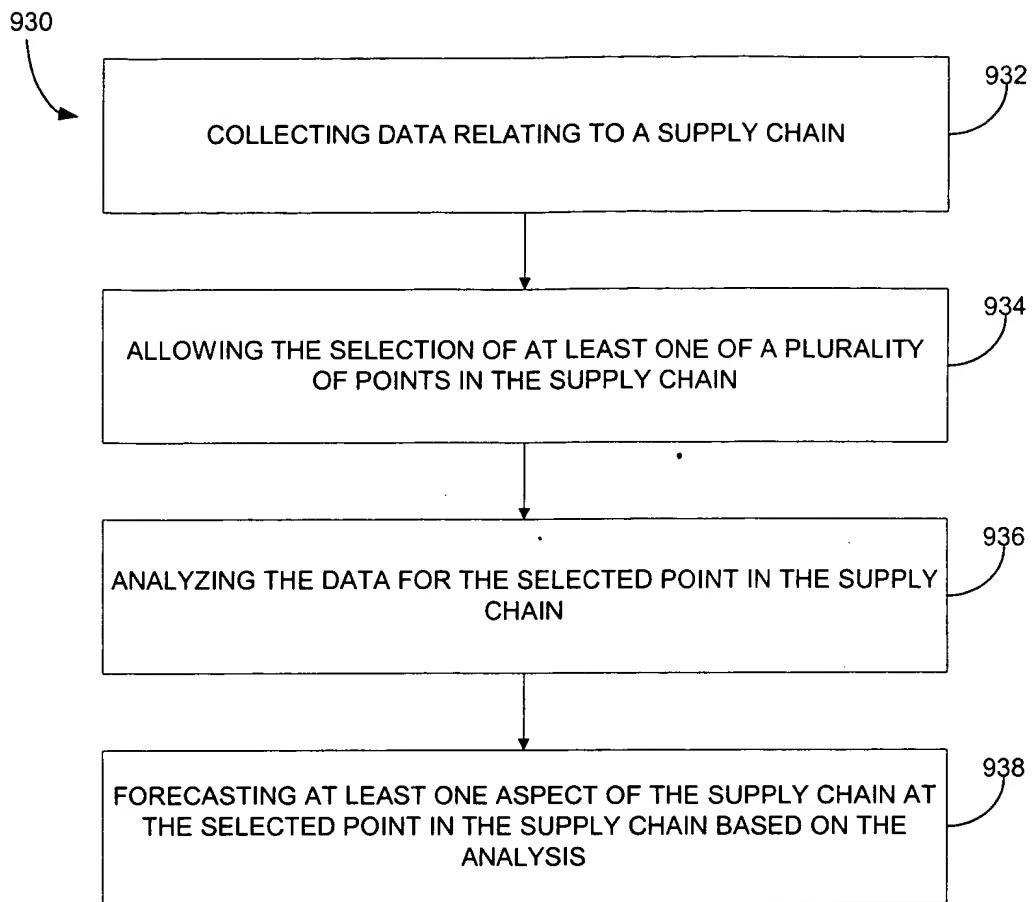 930
932
COLLECTING DATA RELATING TO A SUPPLY CHAIN
934
ALLOWING THE SELECTION OF AT LEAST ONE OF A PLURALITY
OF POINTS IN THE SUPPLY CHAIN
936
ANALYZING THE DATA FOR THE SELECTED POINT IN THE SUPPLY
CHAIN
938
FORECASTING AT LEAST ONE ASPECT OF THE SUPPLY CHAIN AT
THE SELECTED POINT IN THE SUPPLY CHAIN BASED ON THE
ANALYSIS